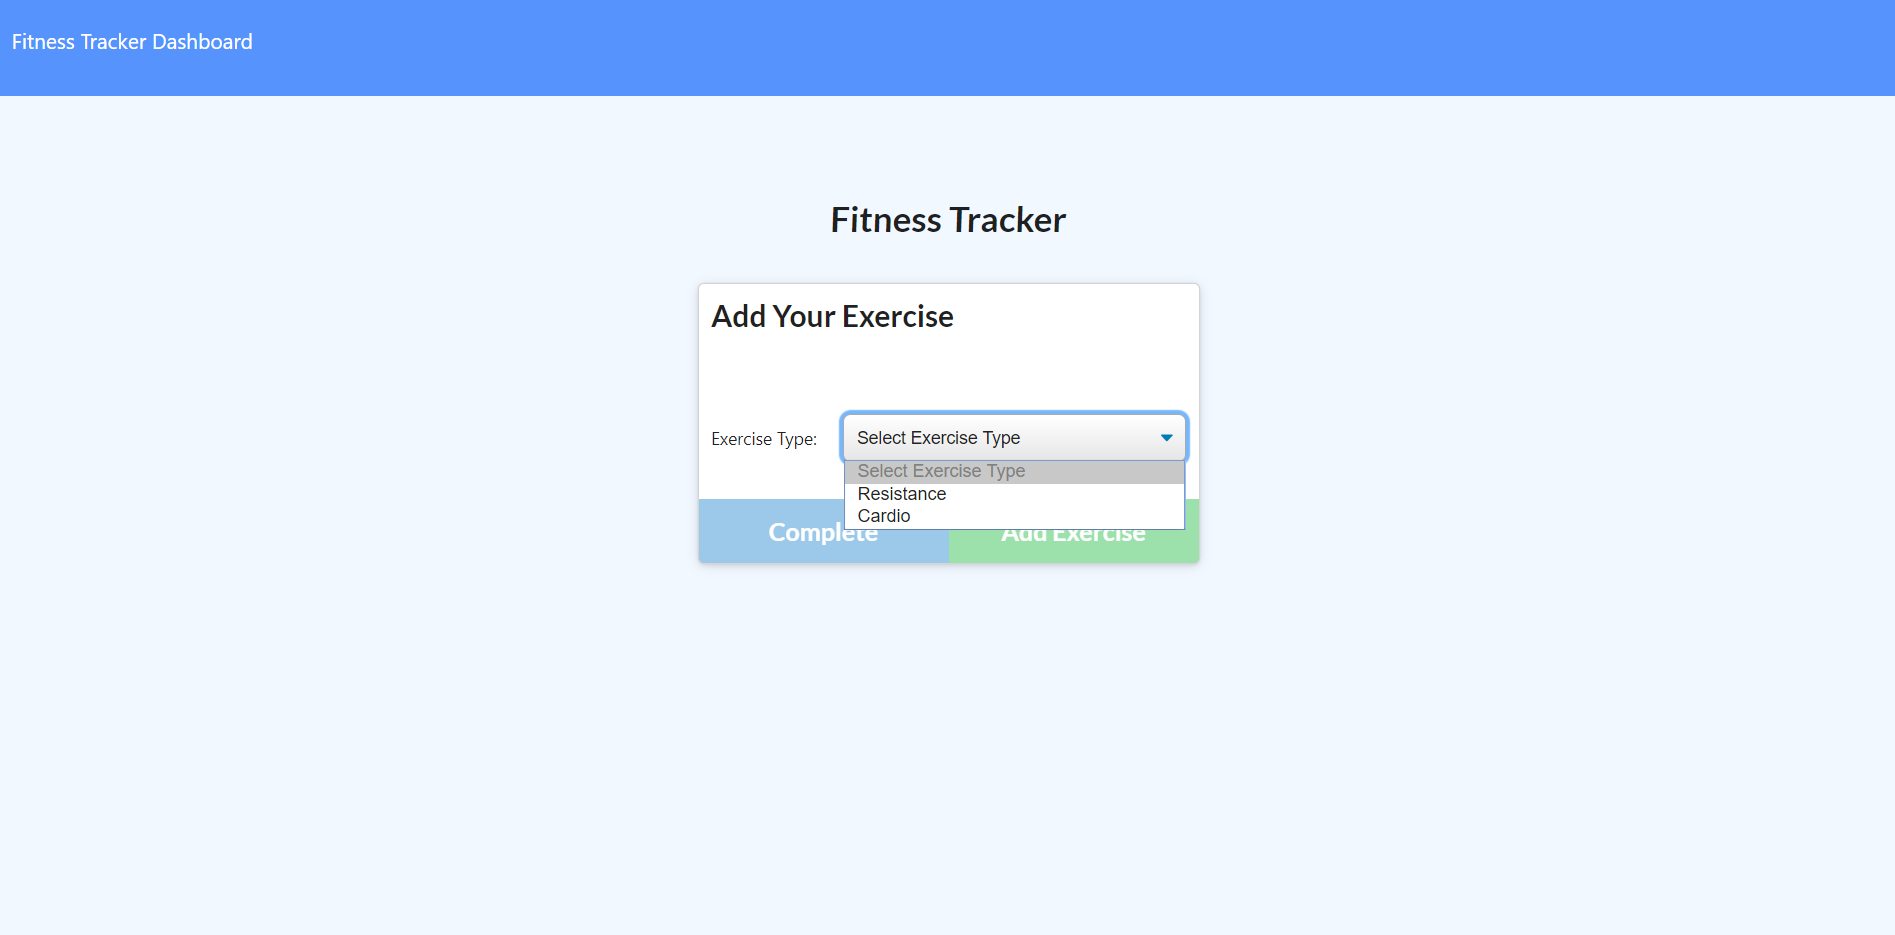 Fitness Tracker Dashboard
Fitness Tracker
Add Your Exercise
Exercise Type: Select Exercise Type
Select Exercise Type
Resistance
Cardio
Complete Add Exercise